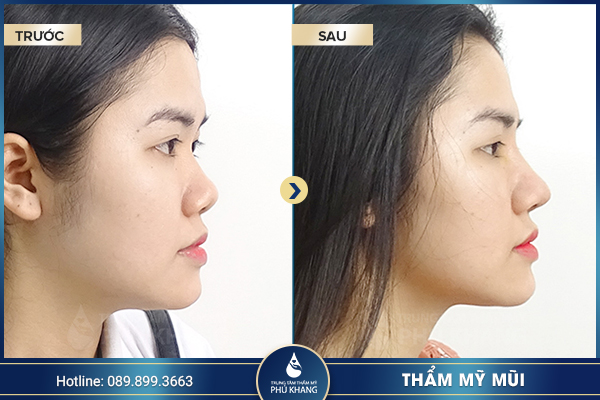 TRƯỚC
SAU
Hotline: 089.899.3663
TRUNG TÂM THẨM MỸ
PHÚ KHANG
THẨM MỸ MŨI